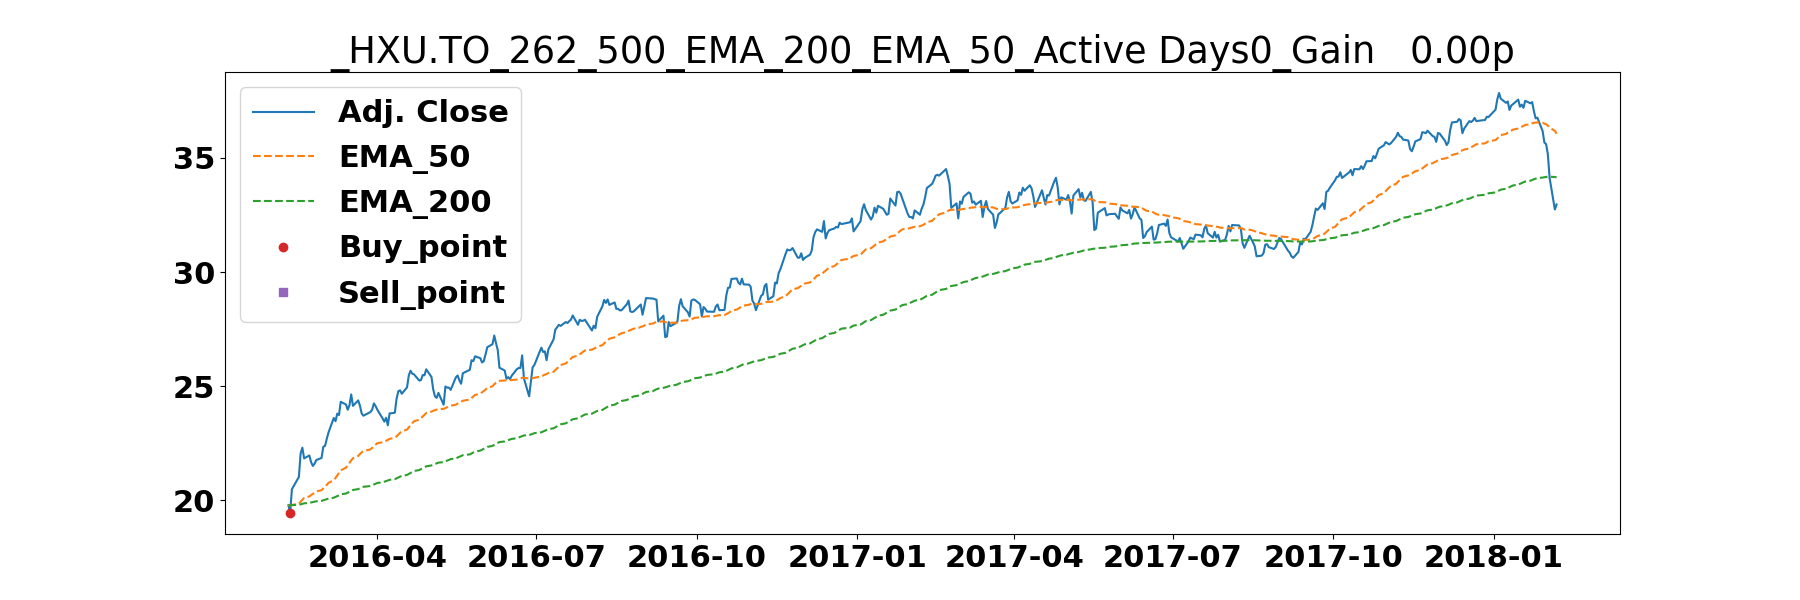 _HXU.TO_262_500_EMA_200_EMA_50_Active Days0_Gain   0.00p
Adj. Close
EMA_50
EMA_200
Buy_point
Sell_point
35
30
25
20
2016-04 2016-07 2016-10 2017-01 2017-04 2017-07 2017-10 2018-01